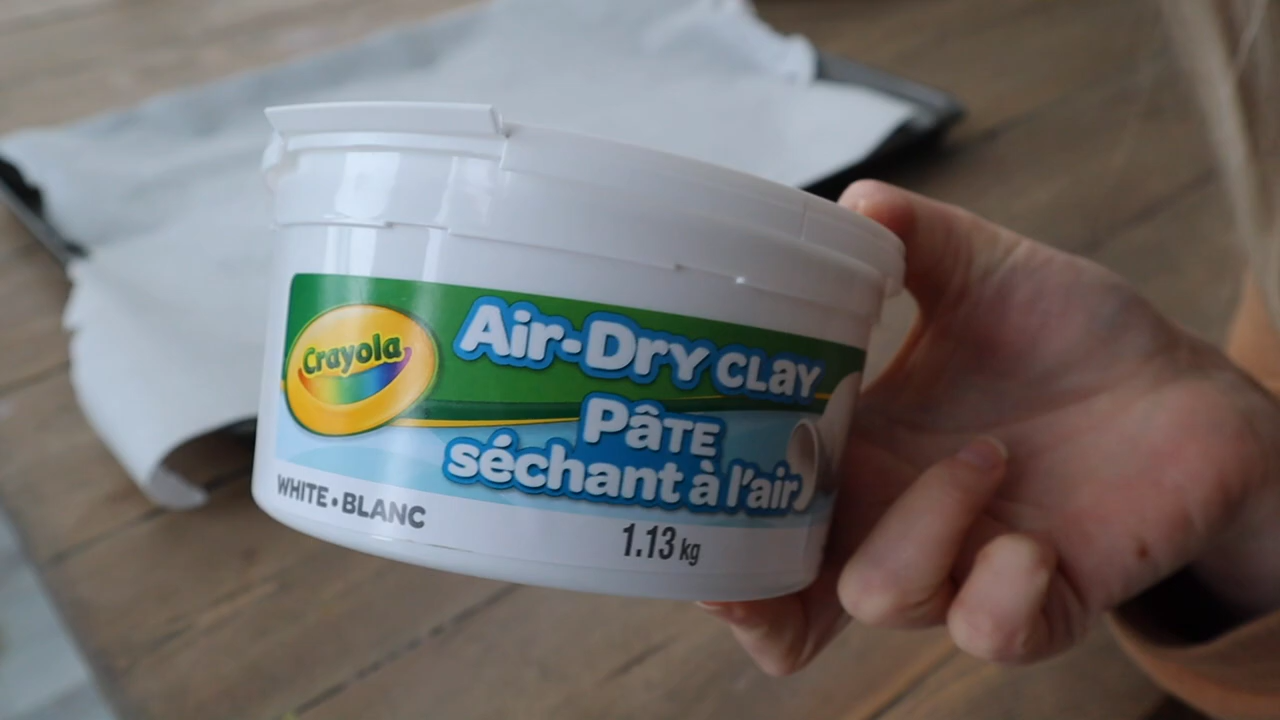 Crayola
Air-Dry CLaY
PâTE
séchant à l'air
WHITE • BLANC
1.13 kg